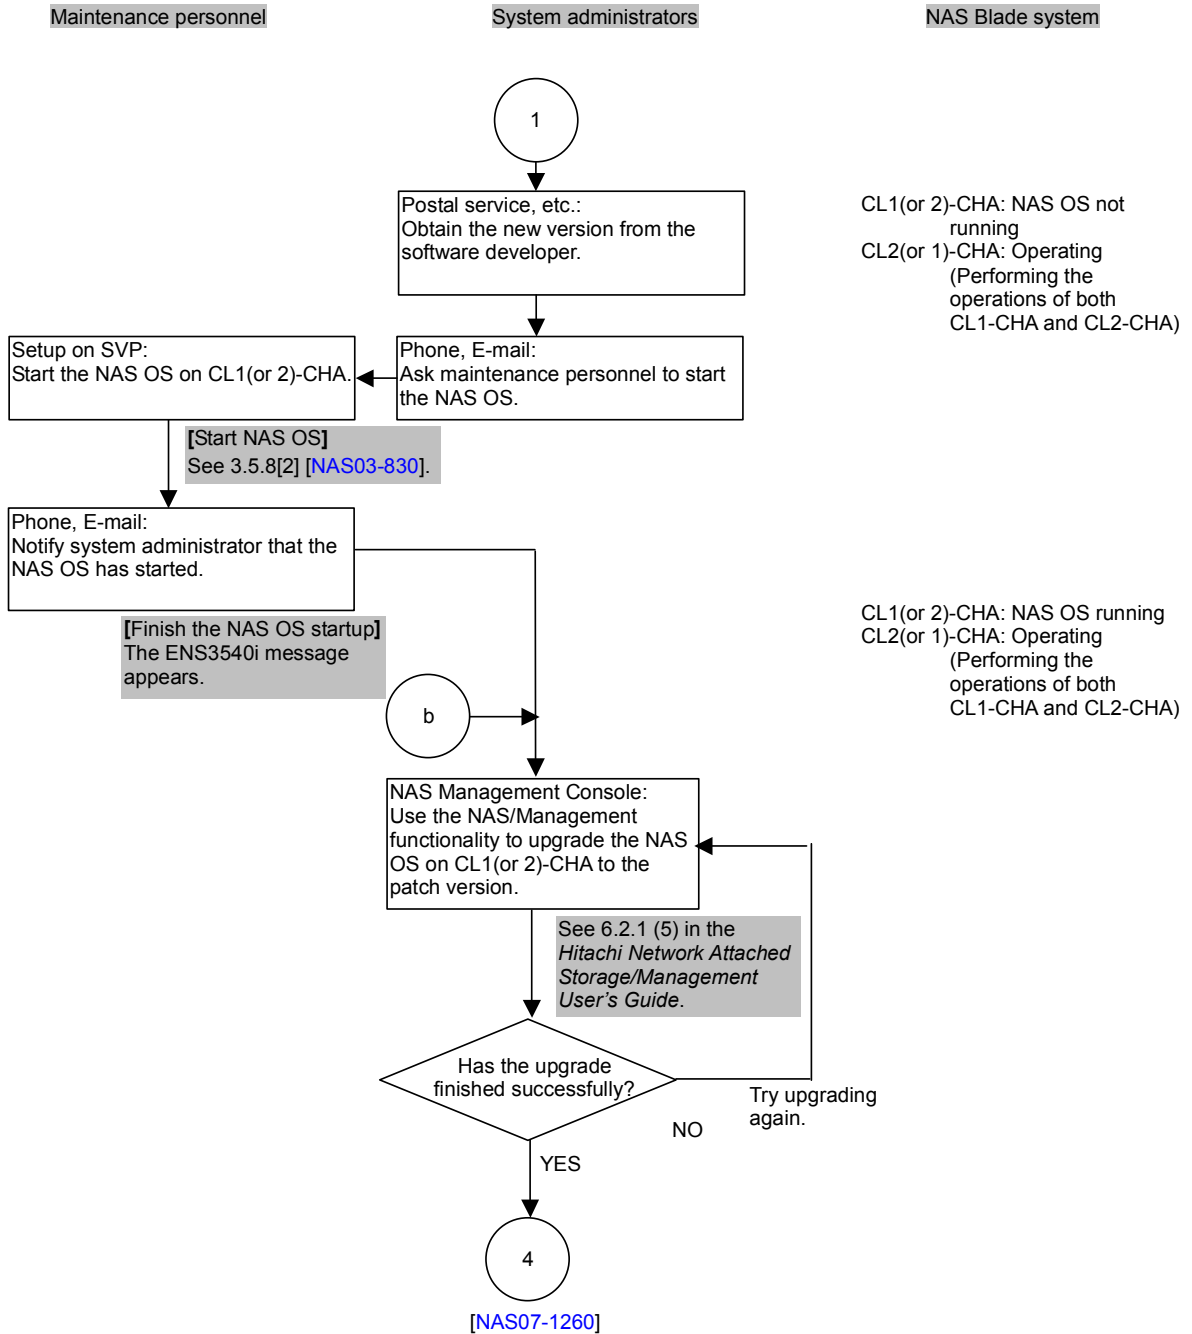 Maintenance personnel
System administrators
NAS Blade system
1
Postal service, etc.:
Obtain the new version from the
software developer.
CL1(or 2)-CHA: NAS OS not
running
CL2(or 1)-CHA: Operating
(Performing the
operations of both
CL1-CHA and CL2-CHA)
Phone, E-mail:
Ask maintenance personnel to start
the NAS OS.
Setup on SVP:
Start the NAS OS on CL1(or 2)-CHA.
[Start NAS OS]
See 3.5.8[2] [NAS03-830].
Phone, E-mail:
Notify system administrator that the
NAS OS has started.
[Finish the NAS OS startup]
The ENS3540i message
appears.
CL1(or 2)-CHA: NAS OS running
CL2(or 1)-CHA: Operating
(Performing the
operations of both
CL1-CHA and CL2-CHA)
b
NAS Management Console:
Use the NAS/Management
functionality to upgrade the NAS
OS on CL1(or 2)-CHA to the
patch version.
See 6.2.1 (5) in the
Hitachi Network Attached
Storage/Management
User's Guide.
Has the upgrade
finished successfully?
Try upgrading
again.
NO
YES
4
[NAS07-1260]